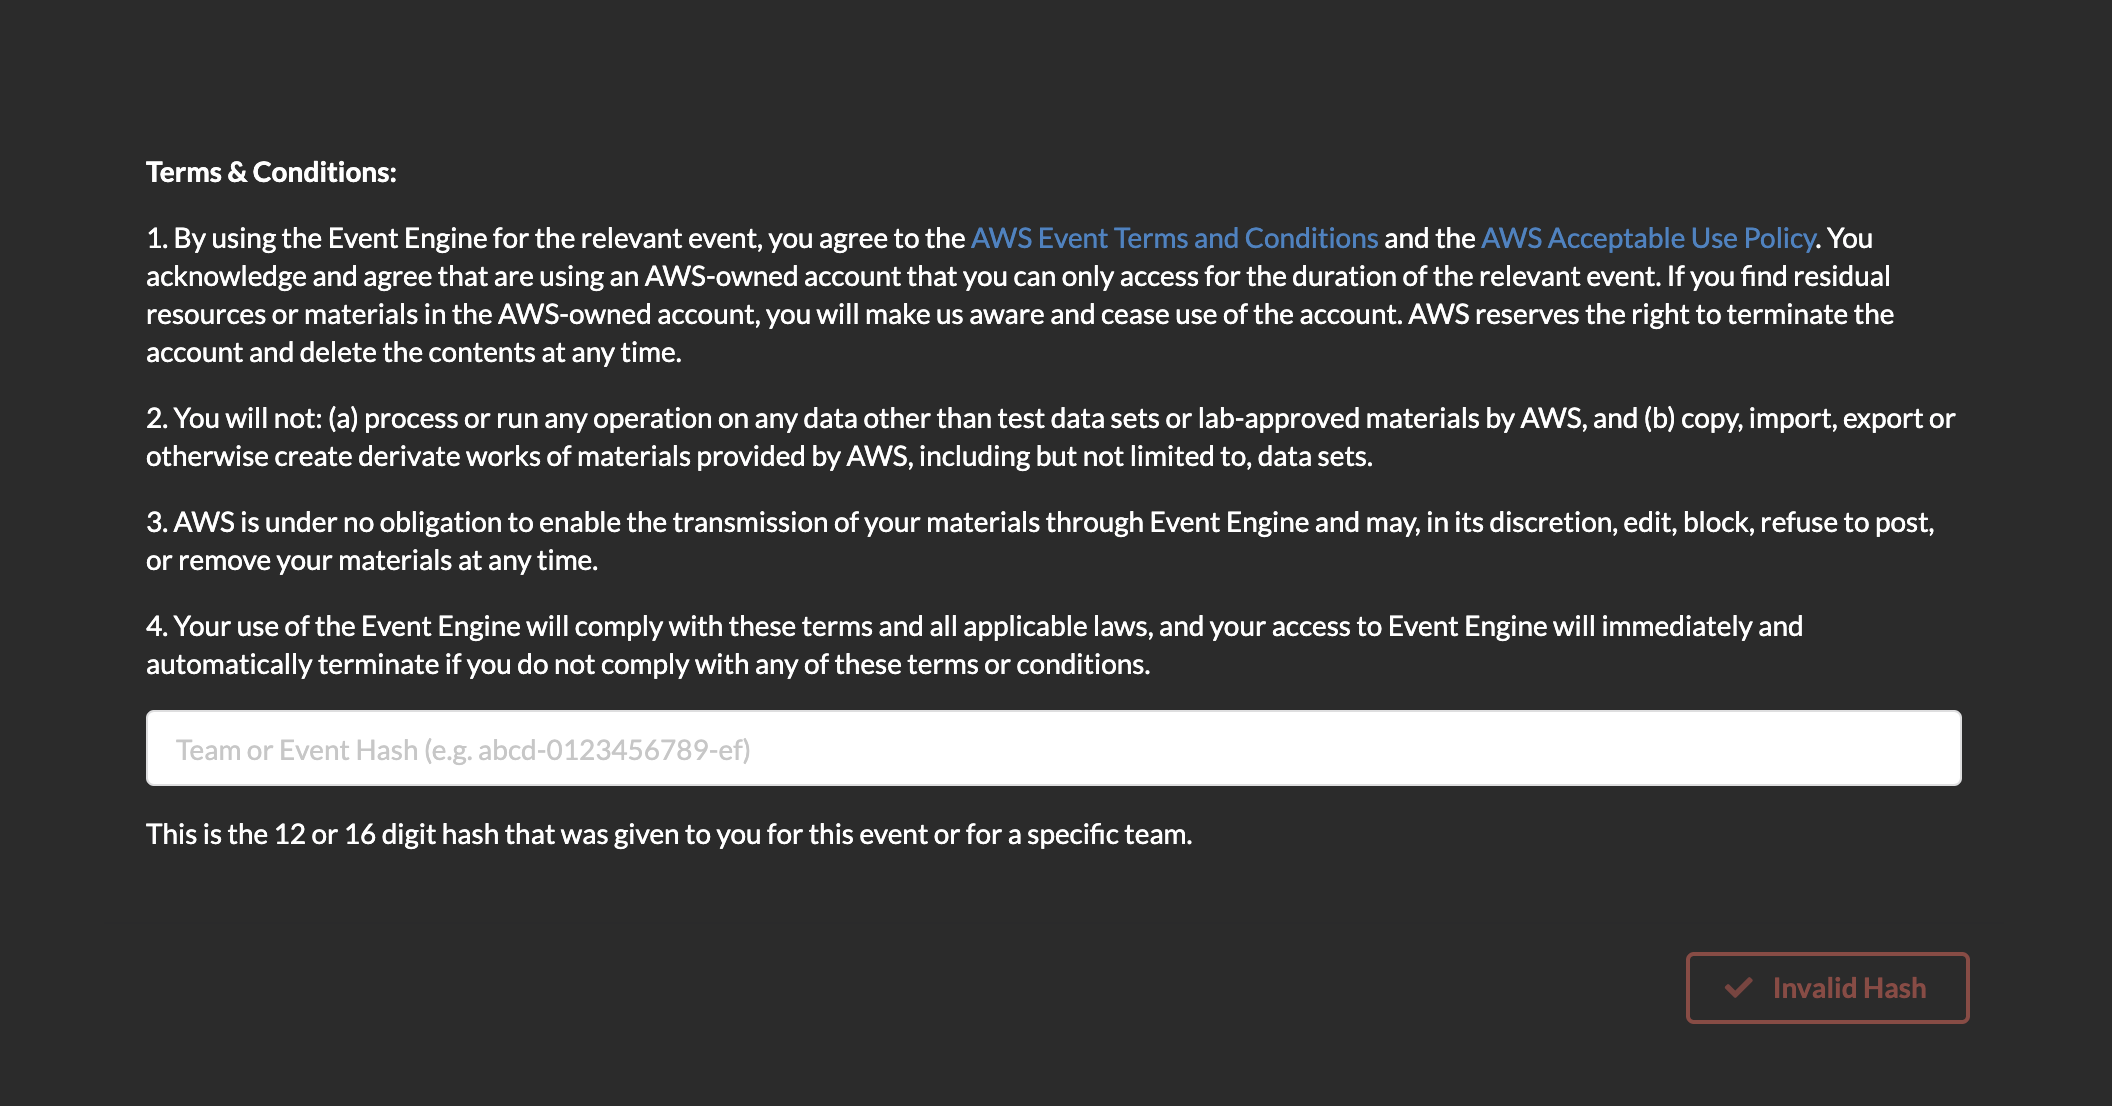 Terms & Conditions:
1. By using the Event Engine for the relevant event, you agree to the AWS Event Terms and Conditions and the AWS Acceptable Use Policy. You
acknowledge and agree that are using an AWS-owned account that you can only access for the duration of the relevant event. If you find residual
resources or materials in the AWS-owned account, you will make us aware and cease use of the account. AWS reserves the right to terminate the
account and delete the contents at any time.
2. You will not: (a) process or run any operation on any data other than test data sets or lab-approved materials by AWS, and (b) copy, import, export or
otherwise create derivate works of materials provided by AWS, including but not limited to, data sets.
3. AWS is under no obligation to enable the transmission of your materials through Event Engine and may, in its discretion, edit, block, refuse to post,
or remove your materials at any time.
4. Your use of the Event Engine will comply with these terms and all applicable laws, and your access to Event Engine will immediately and
automatically terminate if you do not comply with any of these terms or conditions.
Team or Event Hash (e.g. abcd-0123456789-ef)
This is the 12 or 16 digit hash that was given to you for this event or for a specific team.
Invalid Hash